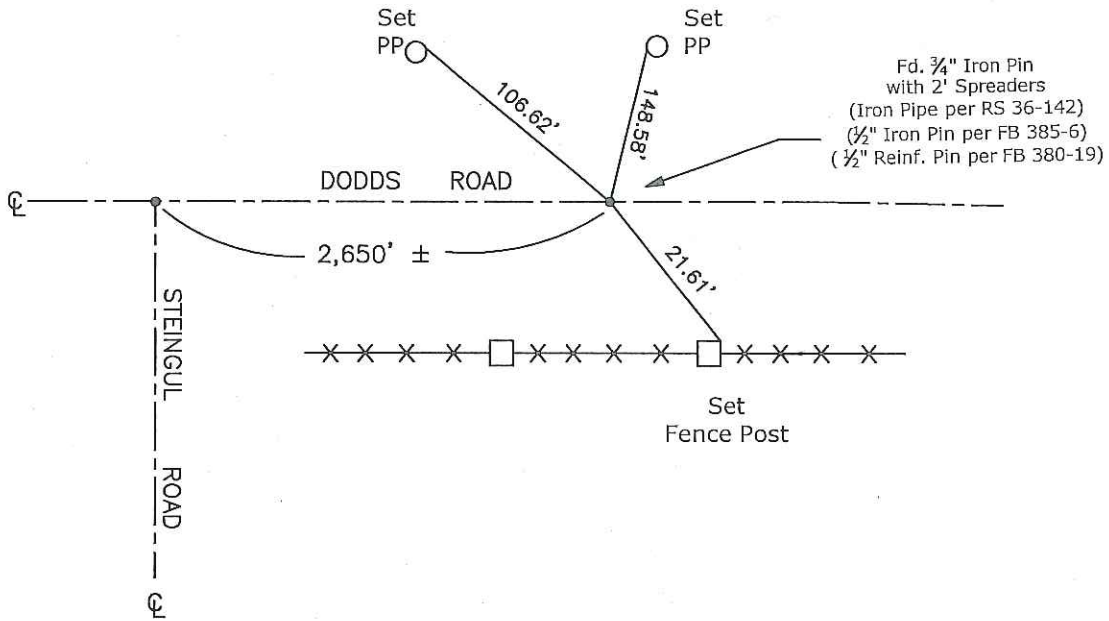 Set
PP
Set
PP
Fd. ¾" Iron Pin
with 2' Spreaders
(Iron Pipe per RS 36-142)
(½" Iron Pin per FB 385-6)
( ½" Reinf. Pin per FB 380-19)
106.62'
148.58'
DODDS ROAD
℄
2,650' ±
21.61'
STEINGUL ROAD
Set
Fence Post
℄